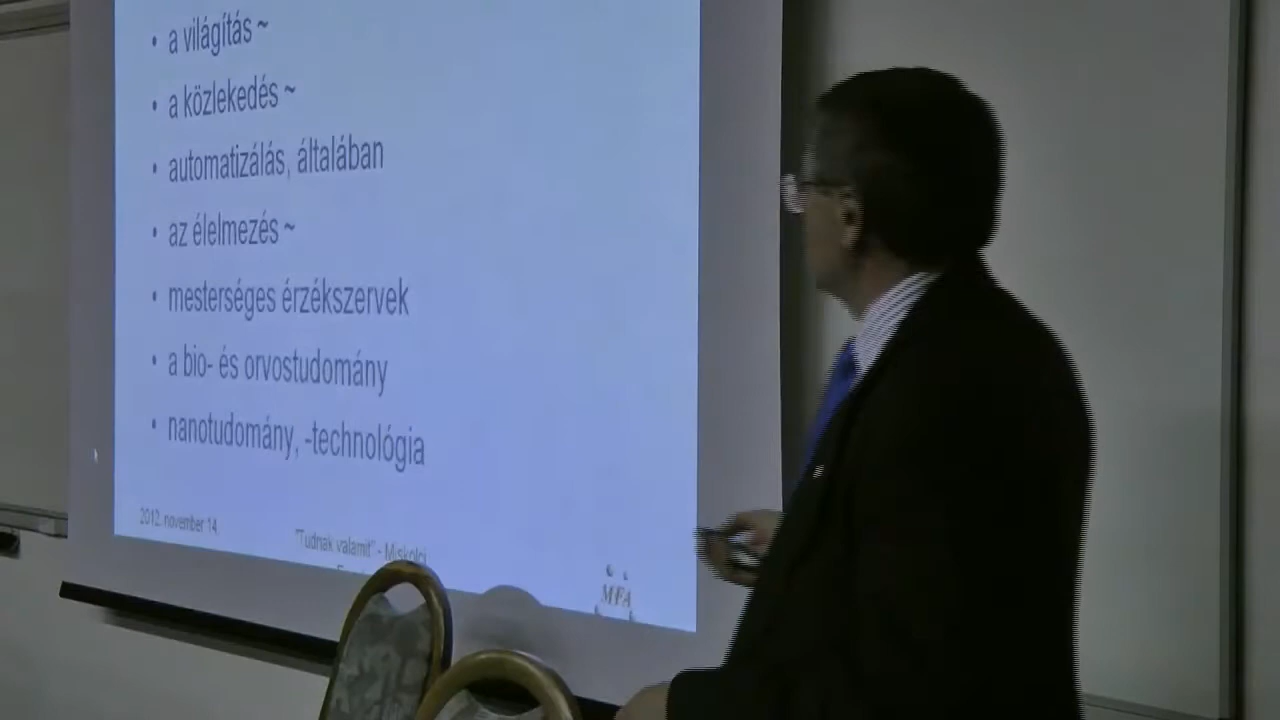 • a világítás ~
• a közlekedés ~
• automatizálás, általában
• az élelmezés ~
• mesterséges érzékszervek
• a bio- és orvostudomány
• nanotudomány, -technológia
2012. november 14.
"Tudnak valamit" - Miskolci
MFA